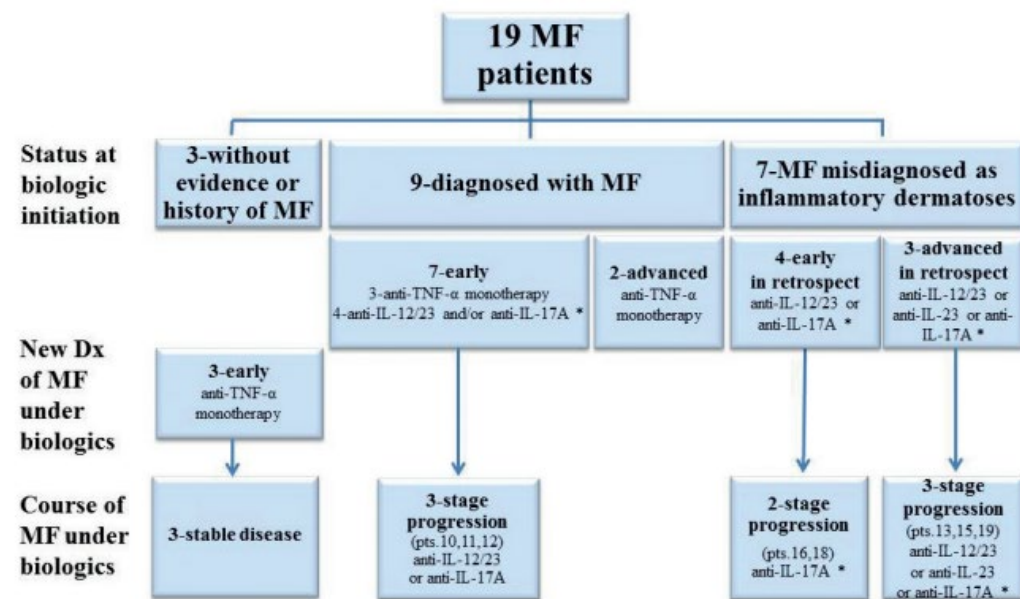 19 MF
patients
Status at
biologic
initiation
3-without
evidence or
history of MF
9-diagnosed with MF
7-MF misdiagnosed as
inflammatory dermatoses
7-early
3-anti-TNF-α monotherapy
4-anti-IL-12/23 and/or anti-IL-17A *
2-advanced
anti-TNF-α
monotherapy
4-early
in retrospect
anti-IL-12/23 or
anti-IL-17A *
3-advanced
in retrospect
anti-IL-12/23 or
anti-IL-23 or anti-
IL-17A *
New Dx
of MF
under
biologics
3-early
anti-TNF-α
monotherapy
Course of
MF under
biologics
3-stable disease
3-stage
progression
(pts.10,11,12)
anti-IL-12/23
or anti-IL-17A
2-stage
progression
(pts.16,18)
anti-IL-17A *
3-stage
progression
(pts.13,15,19)
anti-IL-12/23
or anti-IL-23
or anti-IL-17A *